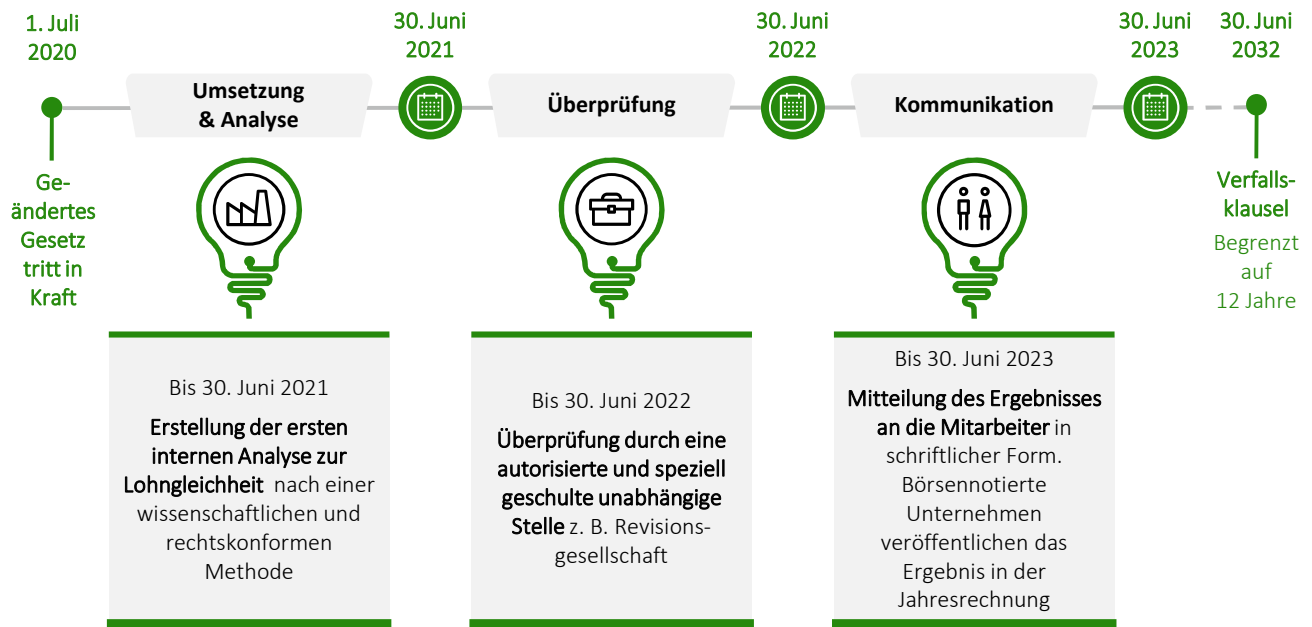 1. Juli
2020
30. Juni
2021
30. Juni
2022
30. Juni
2023
30. Juni
2032
Umsetzung
& Analyse
Überprüfung
Kommunikation
Ge-
ändertes
Gesetz
tritt in
Kraft
Verfalls-
klausel
Begrenzt
auf
12 Jahre
Bis 30. Juni 2021
Erstellung der ersten
internen Analyse zur
Lohngleichheit nach einer
wissenschaftlichen und
rechtskonformen
Methode
Bis 30. Juni 2022
Überprüfung durch eine
autorisierte und speziell
geschulte unabhängige
Stelle z. B. Revisions-
gesellschaft
Bis 30. Juni 2023
Mitteilung des Ergebnisses
an die Mitarbeiter in
schriftlicher Form.
Börsennotierte
Unternehmen
veröffentlichen das
Ergebnis in der
Jahresrechnung